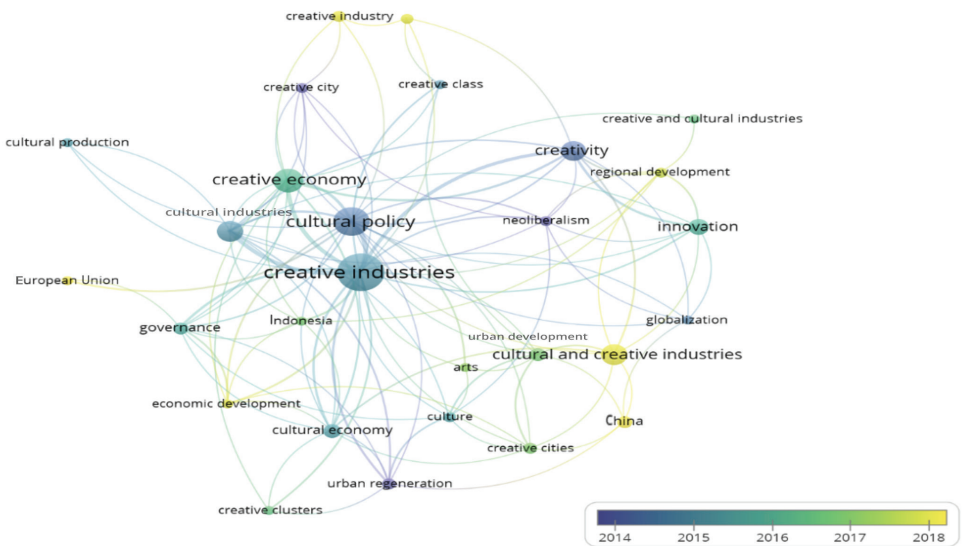 creative industry
creative city
creative class
creative and cultural industries
cultural production
creativity
regional development
creative economy
cultural industries
cultural policy
neoliberalism
innovation
creative industries
European Union
Indonesia
globalization
governance
urban development
cultural and creative industries
arts
economic development
culture
China
cultural economy
creative cities
urban regeneration
creative clusters
2014 2015 2016 2017 2018